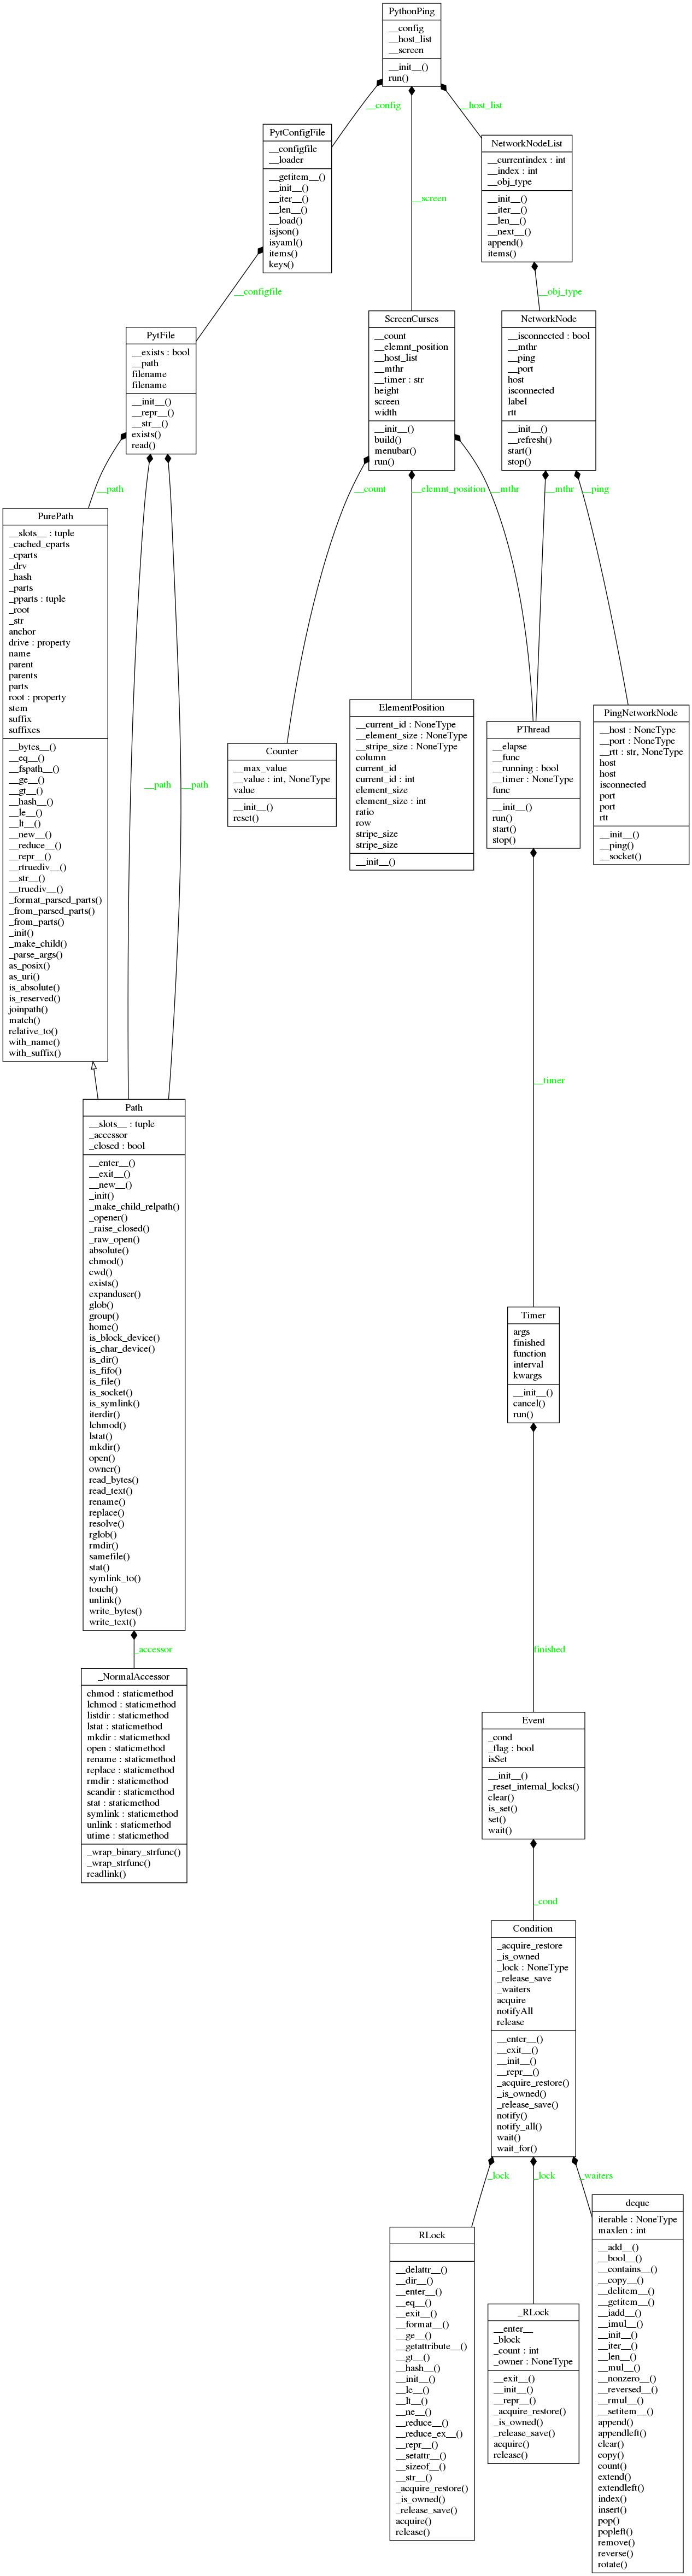 PythonPing
__config
__host_list
__screen
__init__()
run()
__config
__host_list
__screen
PytConfigFile
__configfile
__loader
__getitem__()
__init__()
__iter__()
__len__()
__load()
isjson()
isyaml()
items()
keys()
NetworkNodeList
__currentindex : int
__index : int
__obj_type
__init__()
__iter__()
__len__()
__next__()
append()
items()
__configfile
__obj_type
PytFile
__exists : bool
__path
filename
filename
__init__()
__repr__()
__str__()
exists()
read()
ScreenCurses
__count
__elemnt_position
__host_list
__mthr
__timer : str
height
screen
width
__init__()
build()
menubar()
run()
NetworkNode
__isconnected : bool
__mthr
__ping
__port
host
isconnected
label
rtt
__init__()
__refresh()
start()
stop()
__path
__count
__elemnt_position
__mthr
__mthr
__ping
PurePath
__slots__ : tuple
_cached_cparts
_cparts
_drv
_hash
_parts
_pparts : tuple
_root
_str
anchor
drive : property
name
parent
parents
parts
root : property
stem
suffix
suffixes
__bytes__()
__eq__()
__fspath__()
__ge__()
__gt__()
__hash__()
__le__()
__lt__()
__new__()
__reduce__()
__repr__()
__rtruediv__()
__str__()
__truediv__()
_format_parsed_parts()
_from_parsed_parts()
_from_parts()
_init()
_make_child()
_parse_args()
as_posix()
as_uri()
is_absolute()
is_reserved()
joinpath()
match()
relative_to()
with_name()
with_suffix()
__path
__path
Counter
__max_value
__value : int, NoneType
value
__init__()
reset()
ElementPosition
__current_id : NoneType
__element_size : NoneType
__stripe_size : NoneType
column
current_id
current_id : int
element_size
element_size : int
ratio
row
stripe_size
stripe_size
__init__()
PThread
__elapse
__func
__running : bool
__timer : NoneType
func
__init__()
run()
start()
stop()
PingNetworkNode
__host : NoneType
__port : NoneType
__rtt : str, NoneType
host
host
isconnected
port
port
rtt
__init__()
__ping()
__socket()
__timer
Path
__slots__ : tuple
_accessor
_closed : bool
__enter__()
__exit__()
__new__()
_init()
_make_child_relpath()
_opener()
_raise_closed()
_raw_open()
absolute()
chmod()
cwd()
exists()
expanduser()
glob()
group()
home()
is_block_device()
is_char_device()
is_dir()
is_fifo()
is_file()
is_socket()
is_symlink()
iterdir()
lchmod()
lstat()
mkdir()
open()
owner()
read_bytes()
read_text()
rename()
replace()
resolve()
rglob()
rmdir()
samefile()
stat()
symlink_to()
touch()
unlink()
write_bytes()
write_text()
Timer
args
finished
function
interval
kwargs
__init__()
cancel()
run()
_accessor
finished
_NormalAccessor
chmod : staticmethod
lchmod : staticmethod
listdir : staticmethod
lstat : staticmethod
mkdir : staticmethod
open : staticmethod
rename : staticmethod
replace : staticmethod
rmdir : staticmethod
scandir : staticmethod
stat : staticmethod
symlink : staticmethod
unlink : staticmethod
utime : staticmethod
_wrap_binary_strfunc()
_wrap_strfunc()
readlink()
Event
_cond
_flag : bool
isSet
__init__()
_reset_internal_locks()
clear()
is_set()
set()
wait()
_cond
Condition
_acquire_restore
_is_owned
_lock : NoneType
_release_save
_waiters
acquire
notifyAll
release
__enter__()
__exit__()
__init__()
__repr__()
_acquire_restore()
_is_owned()
_release_save()
notify()
notify_all()
wait()
wait_for()
_lock
_lock
_waiters
RLock
__delattr__()
__dir__()
__enter__()
__eq__()
__exit__()
__format__()
__ge__()
__getattribute__()
__gt__()
__hash__()
__init__()
__le__()
__lt__()
__ne__()
__reduce__()
__reduce_ex__()
__repr__()
__setattr__()
__sizeof__()
__str__()
_acquire_restore()
_is_owned()
_release_save()
acquire()
release()
_RLock
__enter__
_block
_count : int
_owner : NoneType
__exit__()
__init__()
__repr__()
_acquire_restore()
_is_owned()
_release_save()
acquire()
release()
deque
iterable : NoneType
maxlen : int
__add__()
__bool__()
__contains__()
__copy__()
__delitem__()
__getitem__()
__iadd__()
__imul__()
__init__()
__iter__()
__len__()
__mul__()
__nonzero__()
__reversed__()
__rmul__()
__setitem__()
append()
appendleft()
clear()
copy()
count()
extend()
extendleft()
index()
insert()
pop()
popleft()
remove()
reverse()
rotate()